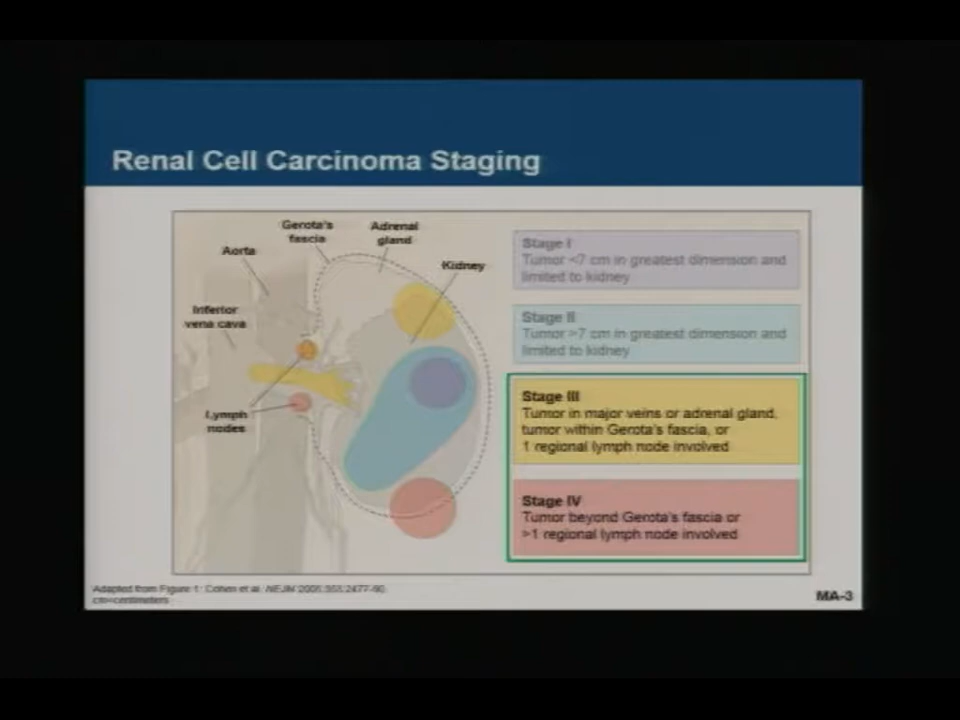 Renal Cell Carcinoma Staging
Gerota's
fascia
Adrenal
gland
Aorta
Kidney
Inferior
vena cava
Lymph
nodes
Stage I
Tumor <7 cm in greatest dimension and
limited to kidney
Stage II
Tumor >7 cm in greatest dimension and
limited to kidney
Stage III
Tumor in major veins or adrenal gland,
tumor within Gerota's fascia, or
1 regional lymph node involved
Stage IV
Tumor beyond Gerota's fascia or
>1 regional lymph node involved
Adapted from Figure 1: Cohen et al. NEJM
cm=centimeters
MA-3